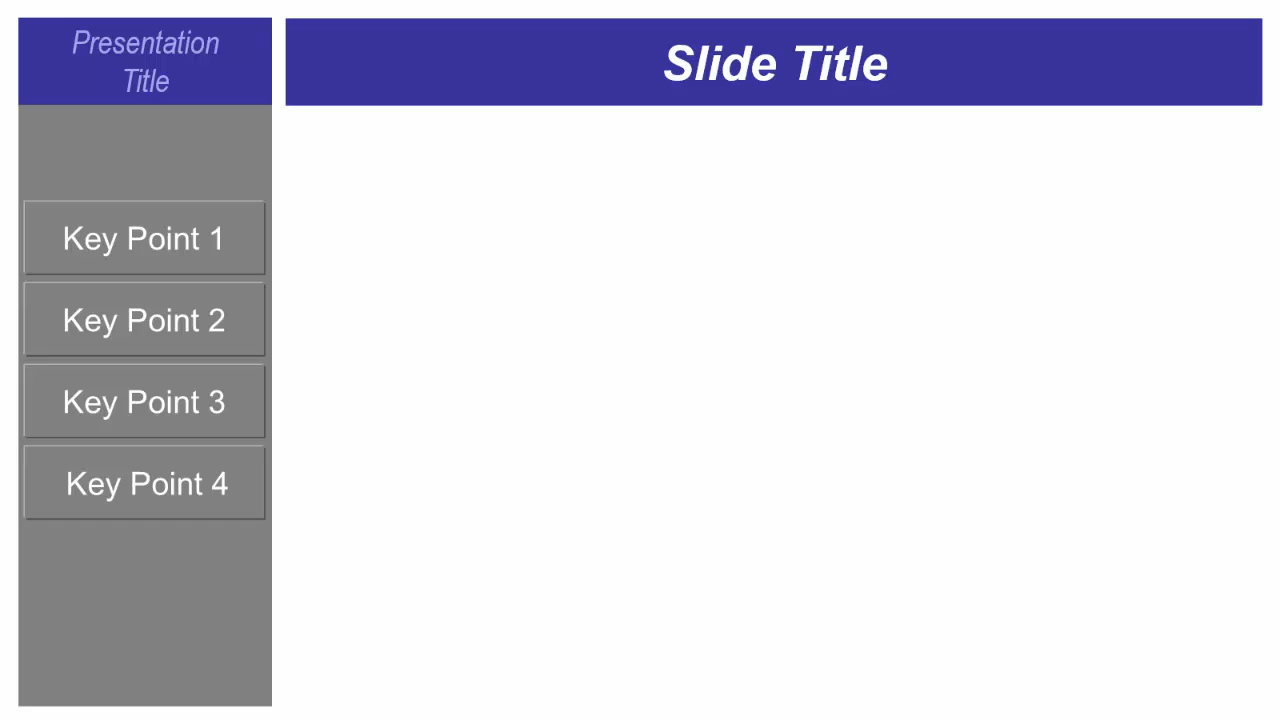 Presentation
Title
Slide Title
Key Point 1
Key Point 2
Key Point 3
Key Point 4